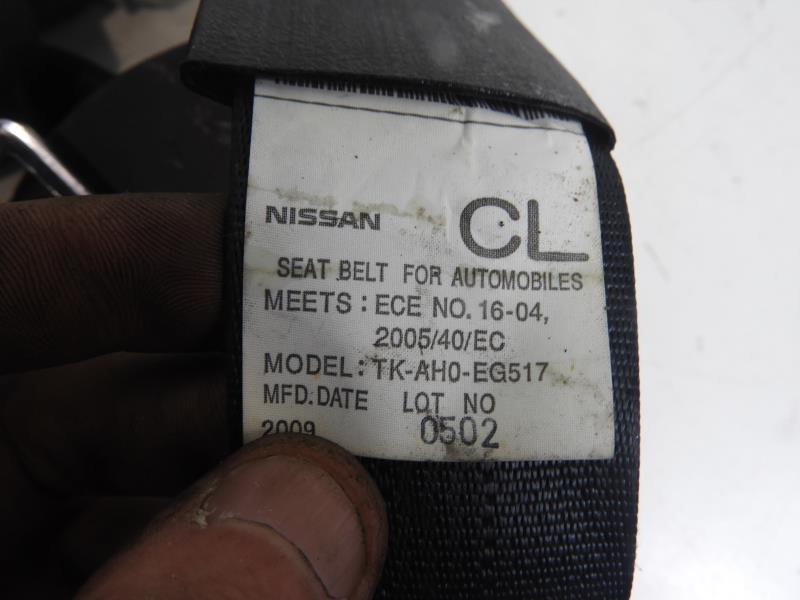 NISSAN CL
SEAT BELT FOR AUTOMOBILES
MEETS : ECE NO. 16-04,
2005/40/EC
MODEL: TK-AH0-EG517
MFD.DATE LOT NO
2009 0502